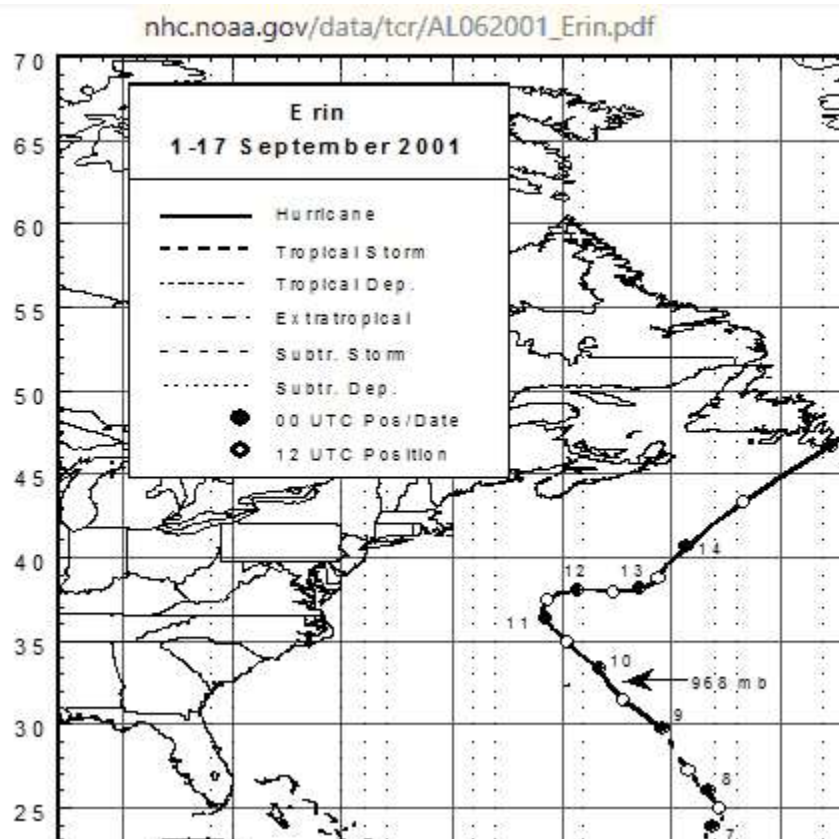 nhc.noaa.gov/data/tcr/AL062001_Erin.pdf
70
Erin
1-17 September 2001
65
Hurricane
60
Tropical Storm
Tropical Dep.
55
Extratropical
Subtr. Storm
50
Subtr. Dep.
00 UTC Pos/Date
12 UTC Position
45
14
40
12
13
11
35
10
968 mb
30
9
8
25
7